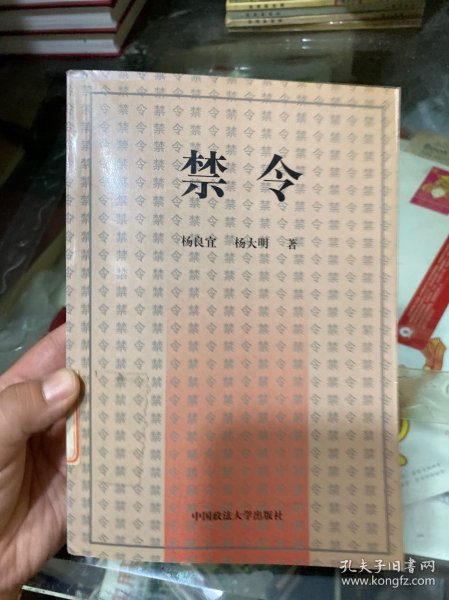 禁令
杨良宜 杨大明 著
中国政法大学出版社
孔夫子旧书网
www.kongfz.com